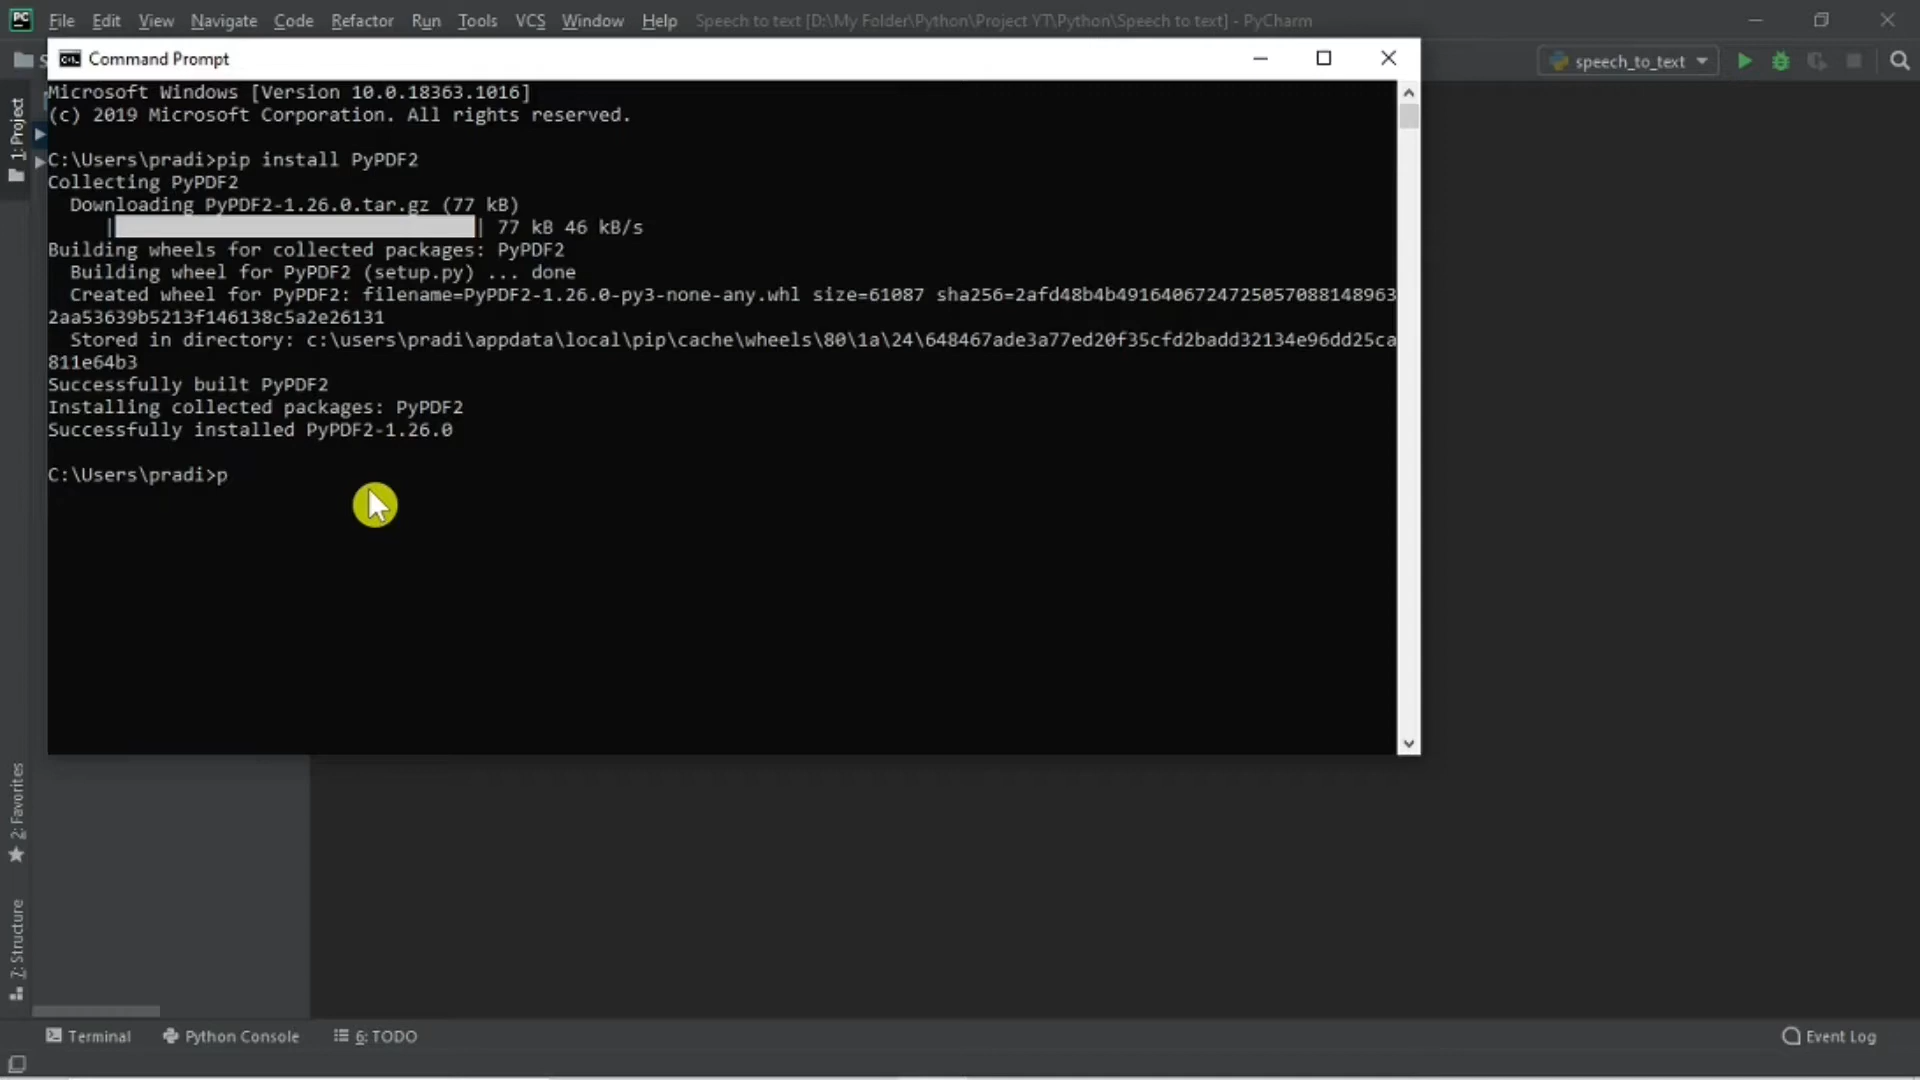 File Edit View Navigate Code Refactor Run Tools VCS Window Help Speech to text [D:\My Folder\Python\Project YT\Python\Speech to text] - PyCharm
Command Prompt
speech_to_text
1: Project
Microsoft Windows [Version 10.0.18363.1016]
(c) 2019 Microsoft Corporation. All rights reserved.
C:\Users\pradi>pip install PyPDF2
Collecting PyPDF2
Downloading PyPDF2-1.26.0.tar.gz (77 kB)
| | 77 kB 46 kB/s
Building wheels for collected packages: PyPDF2
Building wheel for PyPDF2 (setup.py) ... done
Created wheel for PyPDF2: filename=PyPDF2-1.26.0-py3-none-any.whl size=61087 sha256=2afd48b4b4916406724725057088148963
2aa53639b5213f146138c5a2e26131
Stored in directory: c:\users\pradi\appdata\local\pip\cache\wheels\80\1a\24\648467ade3a77ed20f35cfd2badd32134e96dd25ca
811e64b3
Successfully built PyPDF2
Installing collected packages: PyPDF2
Successfully installed PyPDF2-1.26.0
C:\Users\pradi>p
2: Favorites
7: Structure
Terminal Python Console 6: TODO Event Log